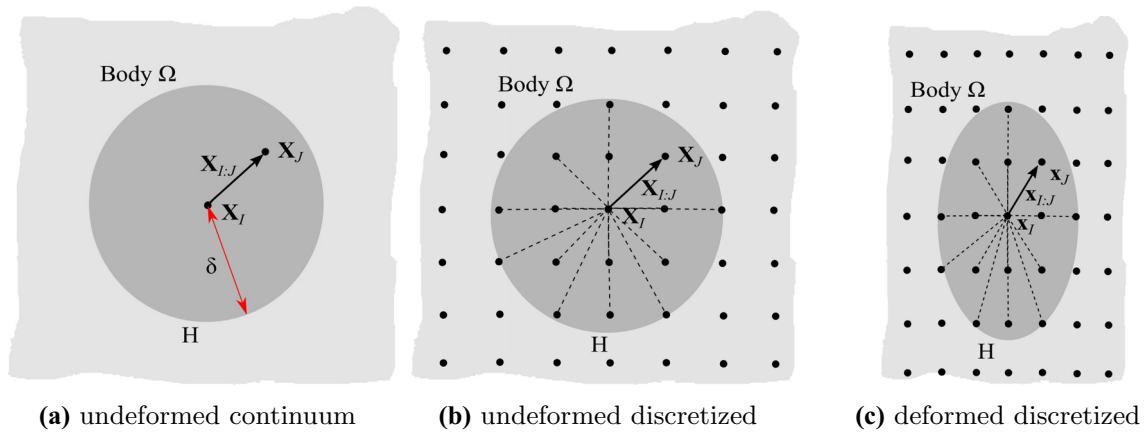 Body Ω
X_J
X_{I:J}
X_I
δ
H
(a) undeformed continuum
Body Ω
X_J
X_{I:J}
X_I
H
(b) undeformed discretized
Body Ω
x_J
x_{I:J}
x_I
H
(c) deformed discretized